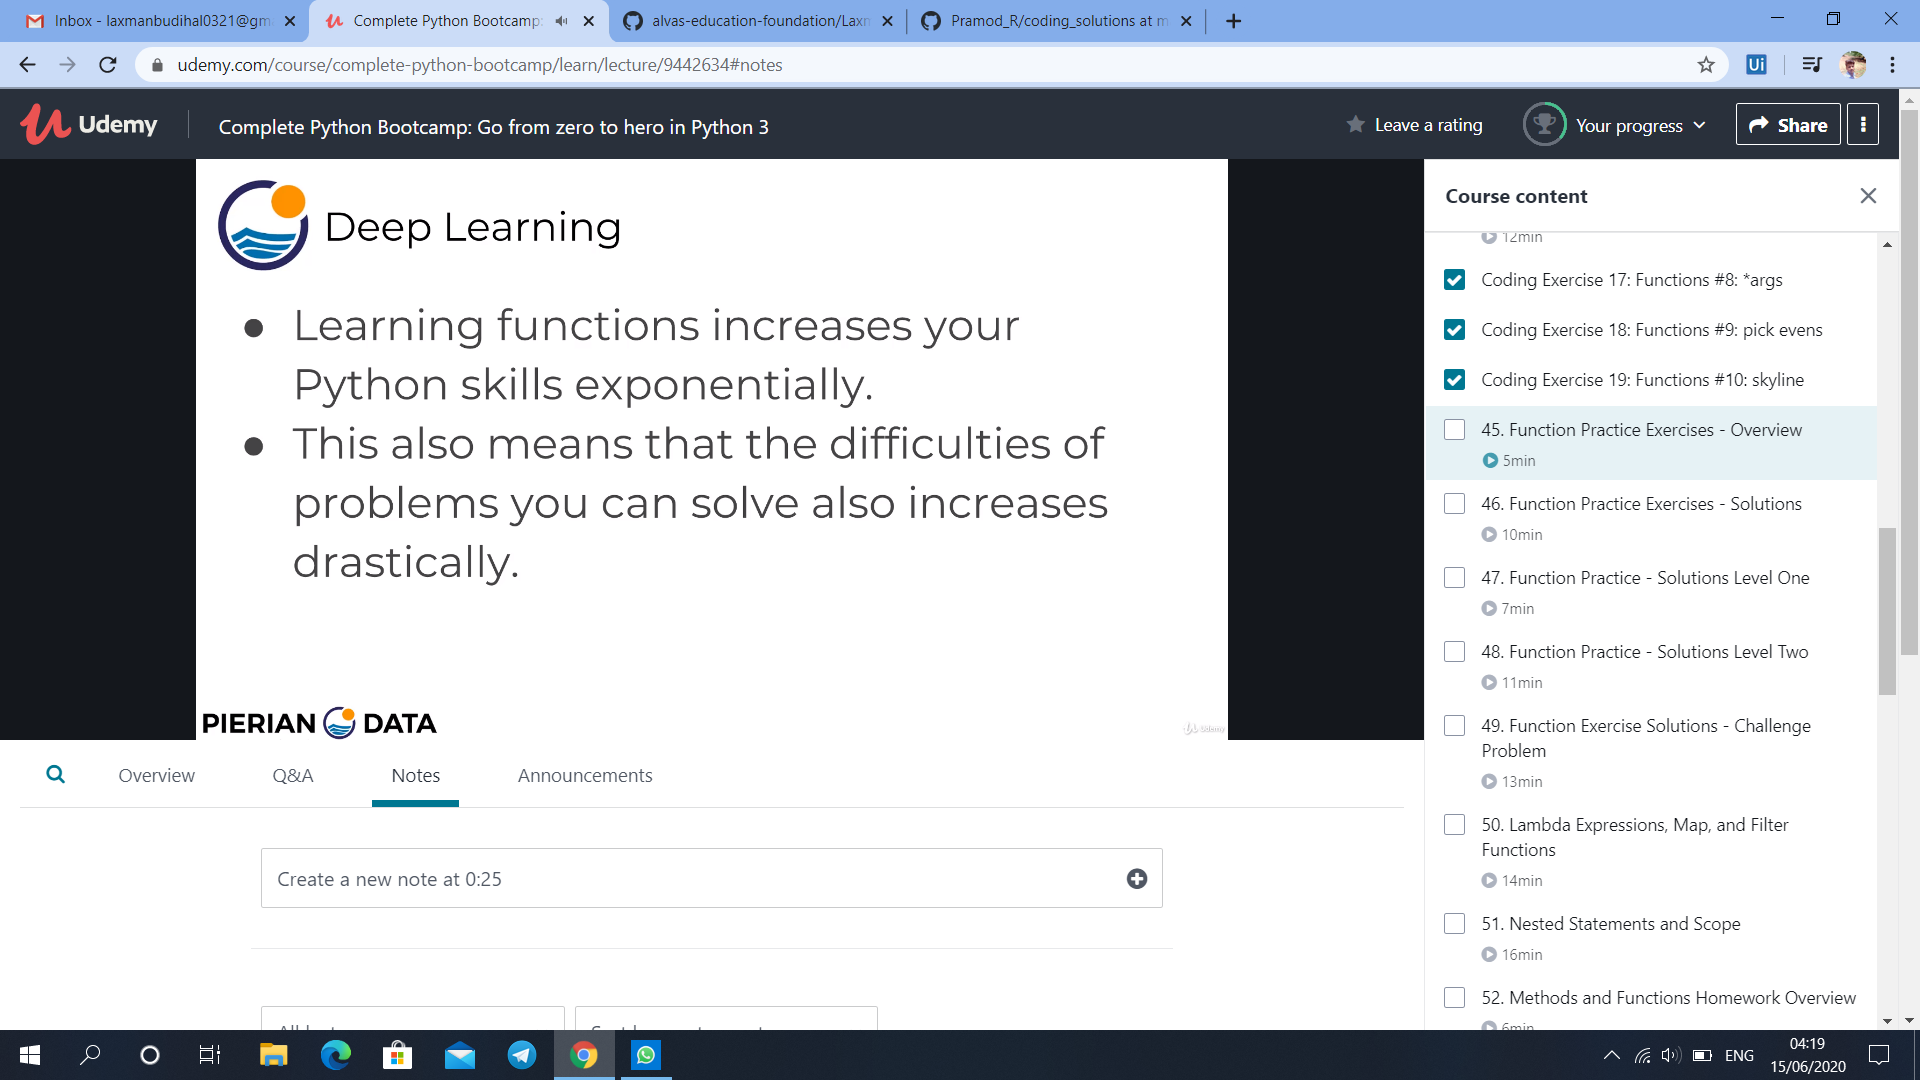 Inbox - laxmanbudihal0321@gm
Complete Python Bootcamp:
alvas-education-foundation/Laxm
Pramod_R/coding_solutions at m
udemy.com/course/complete-python-bootcamp/learn/lecture/9442634#notes
Ui
Udemy
Complete Python Bootcamp: Go from zero to hero in Python 3
Leave a rating
Your progress
Share
Deep Learning
● Learning functions increases your
Python skills exponentially.
● This also means that the difficulties of
problems you can solve also increases
drastically.
PIERIAN DATA
Udemy
Course content
12min
Coding Exercise 17: Functions #8: *args
Coding Exercise 18: Functions #9: pick evens
Coding Exercise 19: Functions #10: skyline
45. Function Practice Exercises - Overview
5min
46. Function Practice Exercises - Solutions
10min
47. Function Practice - Solutions Level One
7min
48. Function Practice - Solutions Level Two
11min
49. Function Exercise Solutions - Challenge
Problem
13min
50. Lambda Expressions, Map, and Filter
Functions
14min
51. Nested Statements and Scope
16min
52. Methods and Functions Homework Overview
6min
Overview
Q&A
Notes
Announcements
Create a new note at 0:25
ENG
04:19
15/06/2020